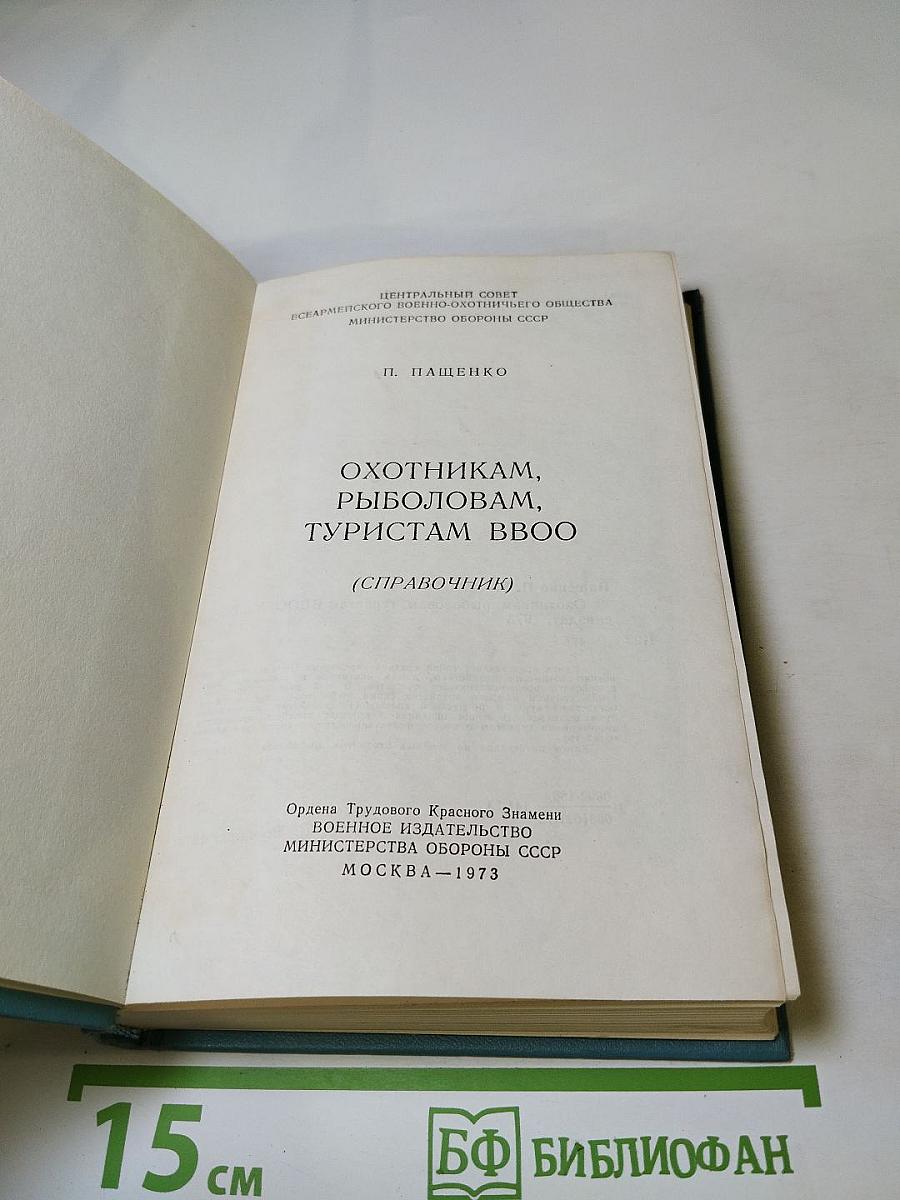 ЦЕНТРАЛЬНЫЙ СОВЕТ
ВСЕАРМЕЙСКОГО ВОЕННО-ОХОТНИЧЬЕГО ОБЩЕСТВА
МИНИСТЕРСТВО ОБОРОНЫ СССР
П. ПАЩЕНКО
ОХОТНИКАМ,
РЫБОЛОВАМ,
ТУРИСТАМ ВВОО
(СПРАВОЧНИК)
Ордена Трудового Красного Знамени
ВОЕННОЕ ИЗДАТЕЛЬСТВО
МИНИСТЕРСТВА ОБОРОНЫ СССР
МОСКВА—1973
15 см
БФ БИБЛИОФАН